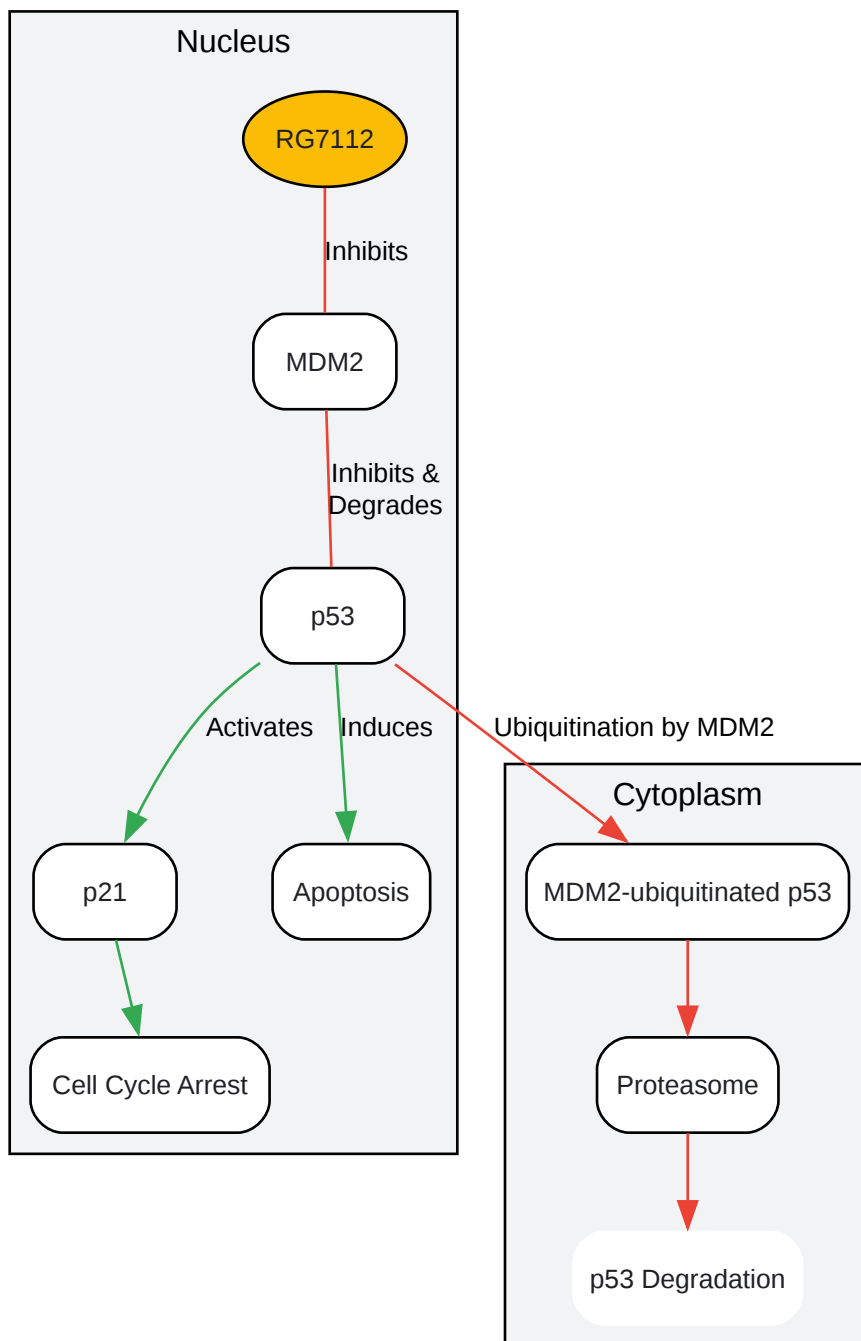 Nucleus
RG7112
Inhibits
MDM2
Inhibits &
Degrades
p53
Activates
Induces
Ubiquitination by MDM2
Cytoplasm
p21
Apoptosis
MDM2-ubiquitinated p53
Cell Cycle Arrest
Proteasome
p53 Degradation